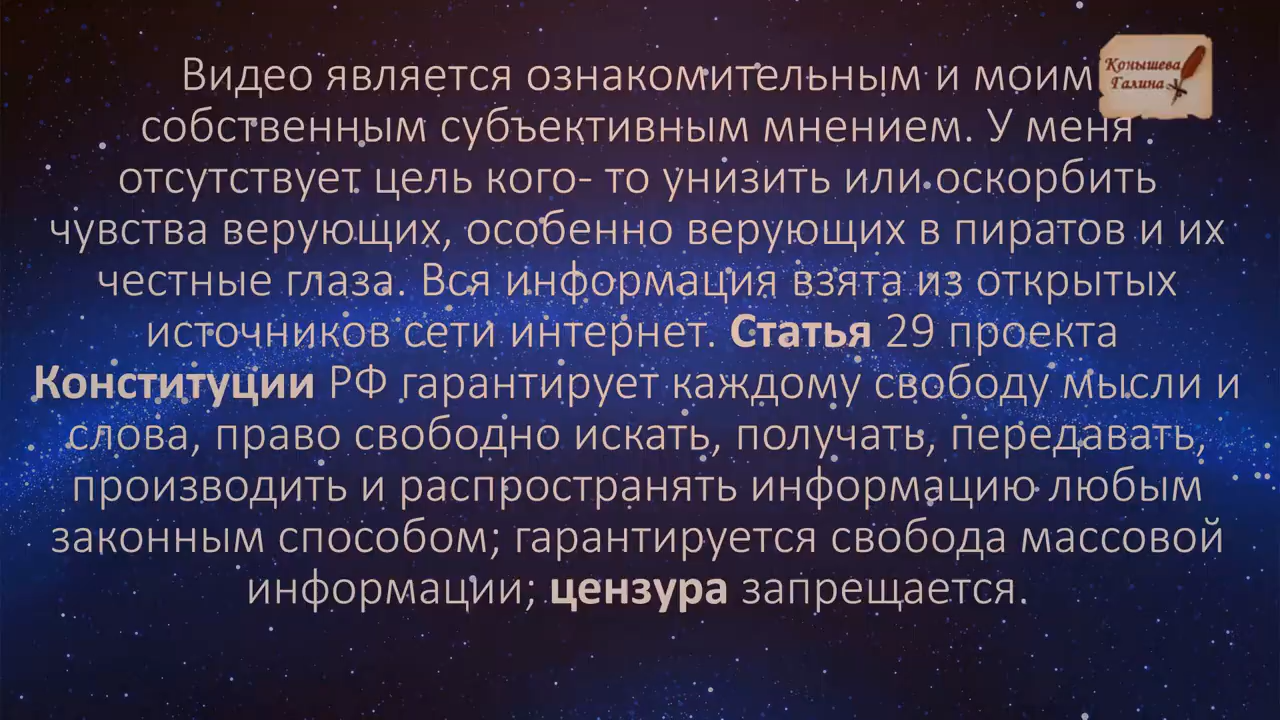 Видео является ознакомительным и моим
Конышева
Галина
собственным субъективным мнением. У меня
отсутствует цель кого- то унизить или оскорбить
чувства верующих, особенно верующих в пиратов и их
честные глаза. Вся информация взята из открытых
источников сети интернет. Статья 29 проекта
Конституции РФ гарантирует каждому свободу мысли и
слова, право свободно искать, получать, передавать,
производить и распространять информацию любым
законным способом; гарантируется свобода массовой
информации; цензура запрещается.